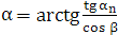 α = arctg tg αn / cos β